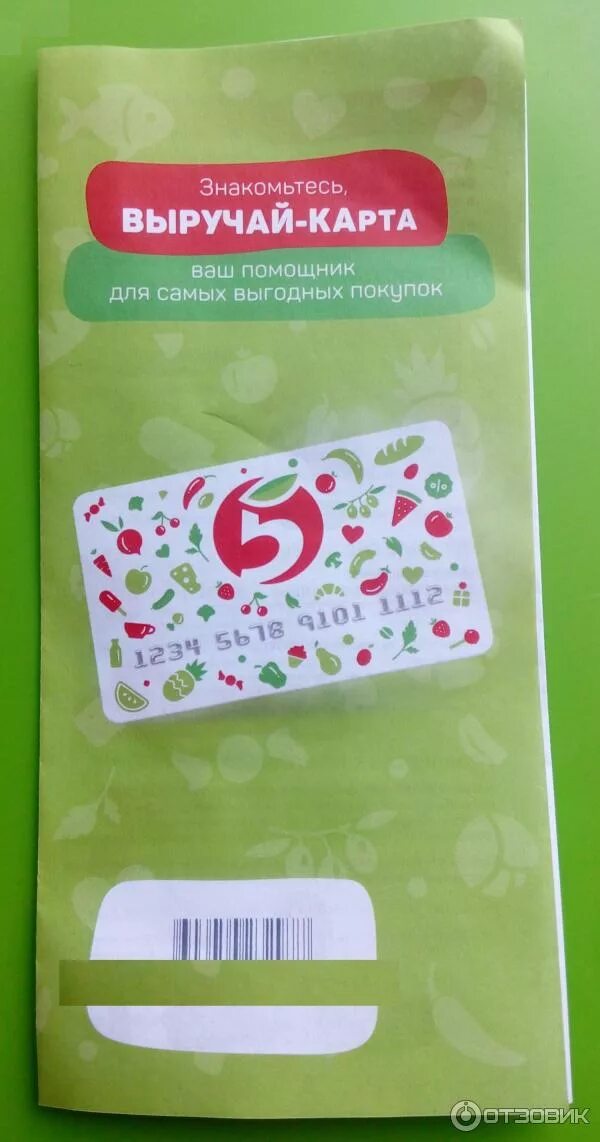 Знакомьтесь,
ВЫРУЧАЙ-КАРТА
ваш помощник
для самых выгодных покупок
5
%
1234 5678 9101 1112
ОТЗОВИК